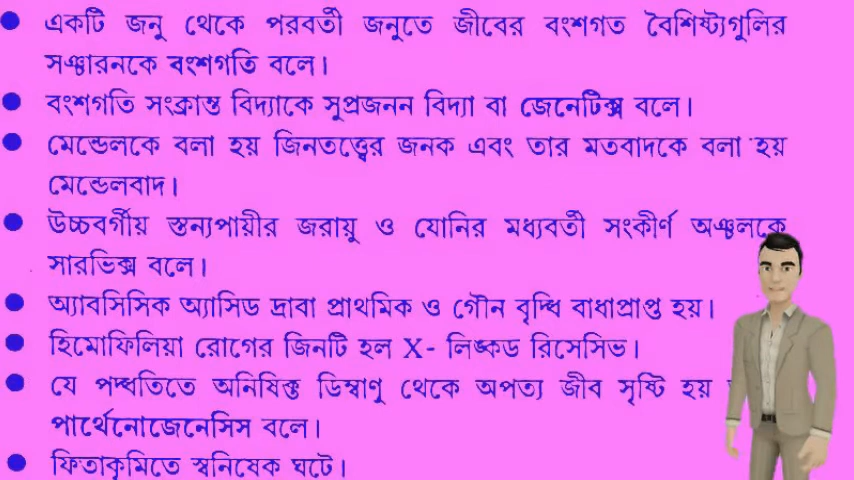 ● একটি জনু থেকে পরবর্তী জনুতে জীবের বংশগত বৈশিষ্ট্যগুলির
সঞ্চারনকে বংশগতি বলে।
● বংশগতি সংক্রান্ত বিদ্যাকে সুপ্রজনন বিদ্যা বা জেনেটিক্স বলে।
● মেন্ডেলকে বলা হয় জিনতত্ত্বের জনক এবং তার মতবাদকে বলা হয়
মেন্ডেলবাদ।
● উচ্চবর্গীয় স্তন্যপায়ীর জরায়ু ও যোনির মধ্যবর্তী সংকীর্ণ অঞ্চলকে
সারভিক্স বলে।
● অ্যাবসিসিক অ্যাসিড দ্রাবা প্রাথমিক ও গৌন বৃদ্ধি বাধাপ্রাপ্ত হয়।
● হিমোফিলিয়া রোগের জিনটি হল X- লিঙ্কড রিসেসিভ।
● যে পদ্ধতিতে অনিষিক্ত ডিম্বাণু থেকে অপত্য জীব সৃষ্টি হয়
পার্থেনোজেনেসিস বলে।
● ফিতাকৃমিতে স্বনিষেক ঘটে।